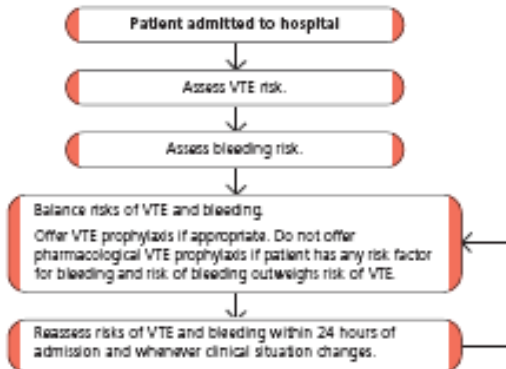 Patient admitted to hospital
Assess VTE risk.
Assess bleeding risk.
Balance risks of VTE and bleeding.
Offer VTE prophylaxis if appropriate. Do not offer
pharmacological VTE prophylaxis if patient has any risk factor
for bleeding and risk of bleeding outweighs risk of VTE.
Reassess risks of VTE and bleeding within 24 hours of
admission and whenever clinical situation changes.